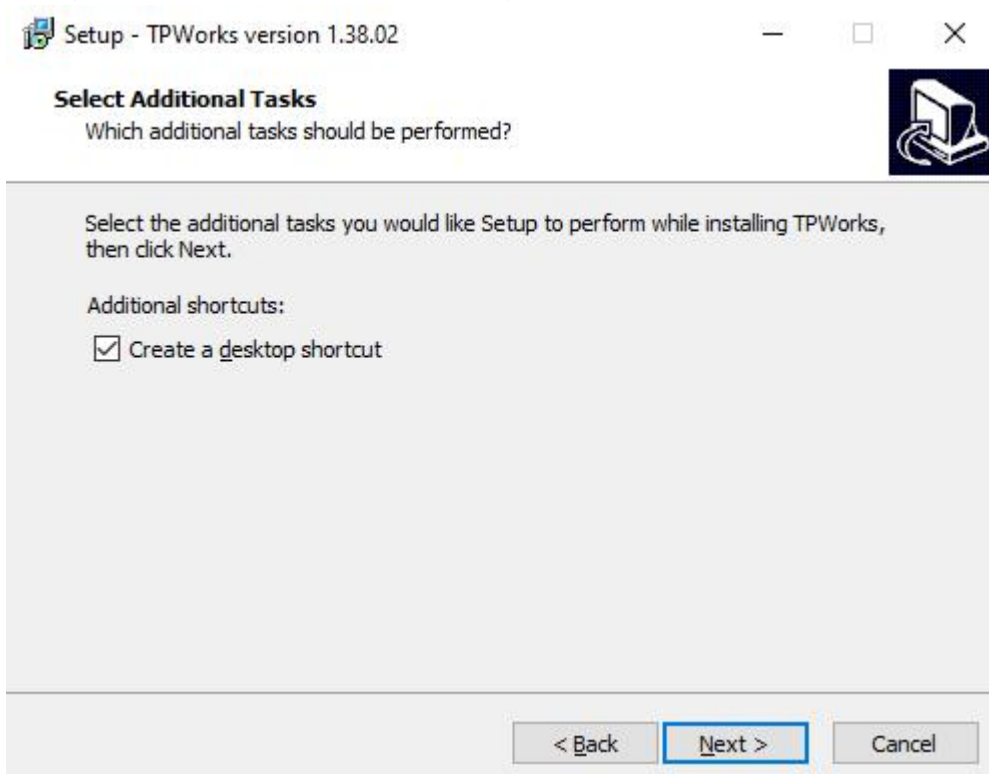 Setup - TPWorks version 1.38.02
Select Additional Tasks
Which additional tasks should be performed?
Select the additional tasks you would like Setup to perform while installing TPWorks,
then click Next.
Additional shortcuts:
Create a desktop shortcut
< Back
Next >
Cancel